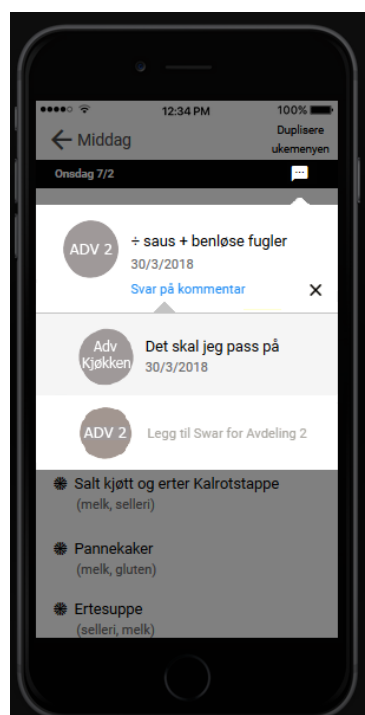 12:34 PM
100%
Middag
Duplisere
ukemenyen
Onsdag 7/2
ADV 2
÷ saus + benløse fugler
30/3/2018
Svar på kommentar
Adv
Kjøkken
Det skal jeg pass på
30/3/2018
ADV 2
Legg til Swar for Avdeling 2
Salt kjøtt og erter Kalrotstappe
(melk, selleri)
Pannekaker
(melk, gluten)
Ertesuppe
(selleri, melk)